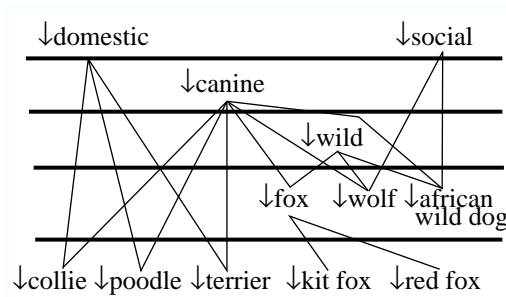 ↓domestic ↓social
↓canine
↓wild
↓fox ↓wolf ↓african
wild dog
↓collie ↓poodle ↓terrier ↓kit fox ↓red fox